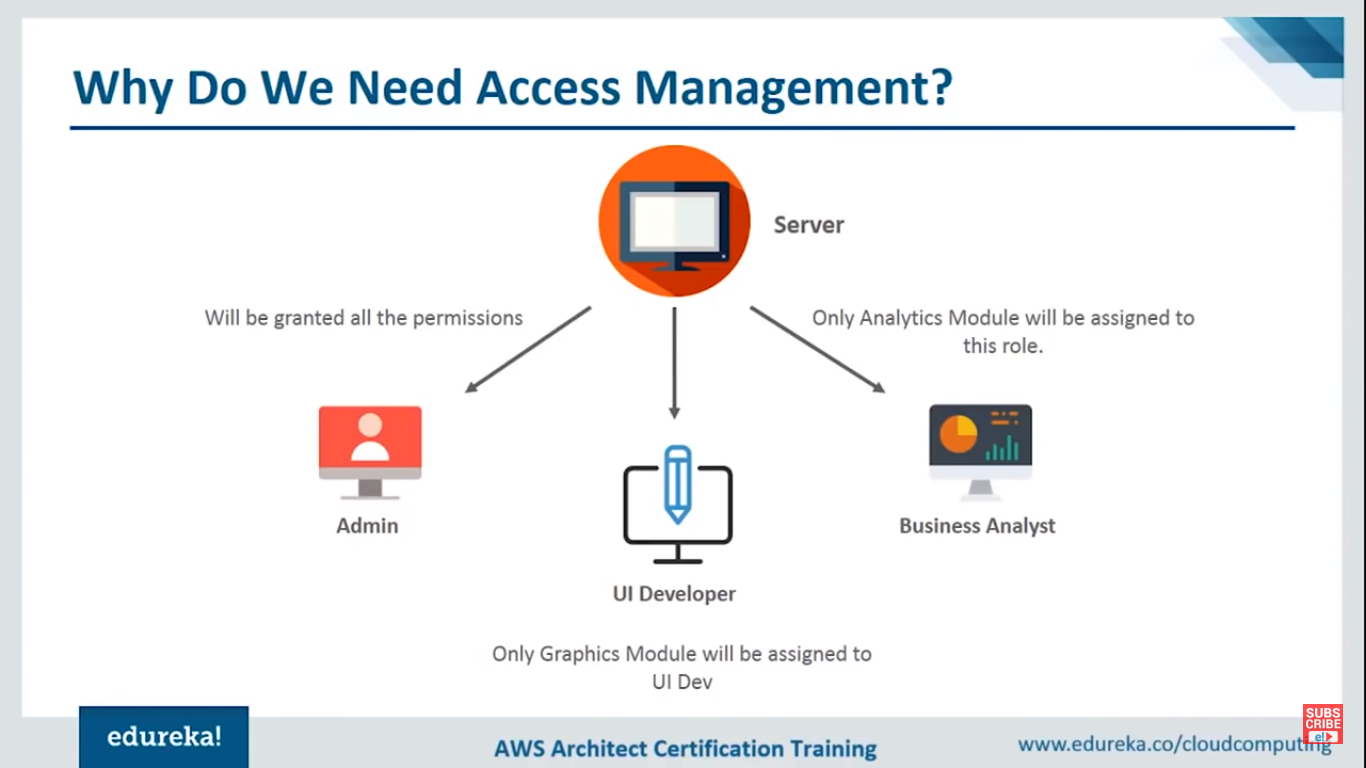 Why Do We Need Access Management?
Server
Will be granted all the permissions
Only Analytics Module will be assigned to
this role.
Admin
Business Analyst
UI Developer
Only Graphics Module will be assigned to
UI Dev
edureka!
AWS Architect Certification Training
www.edureka.co/cloudcomputing
SUBS
CRIBE
e!